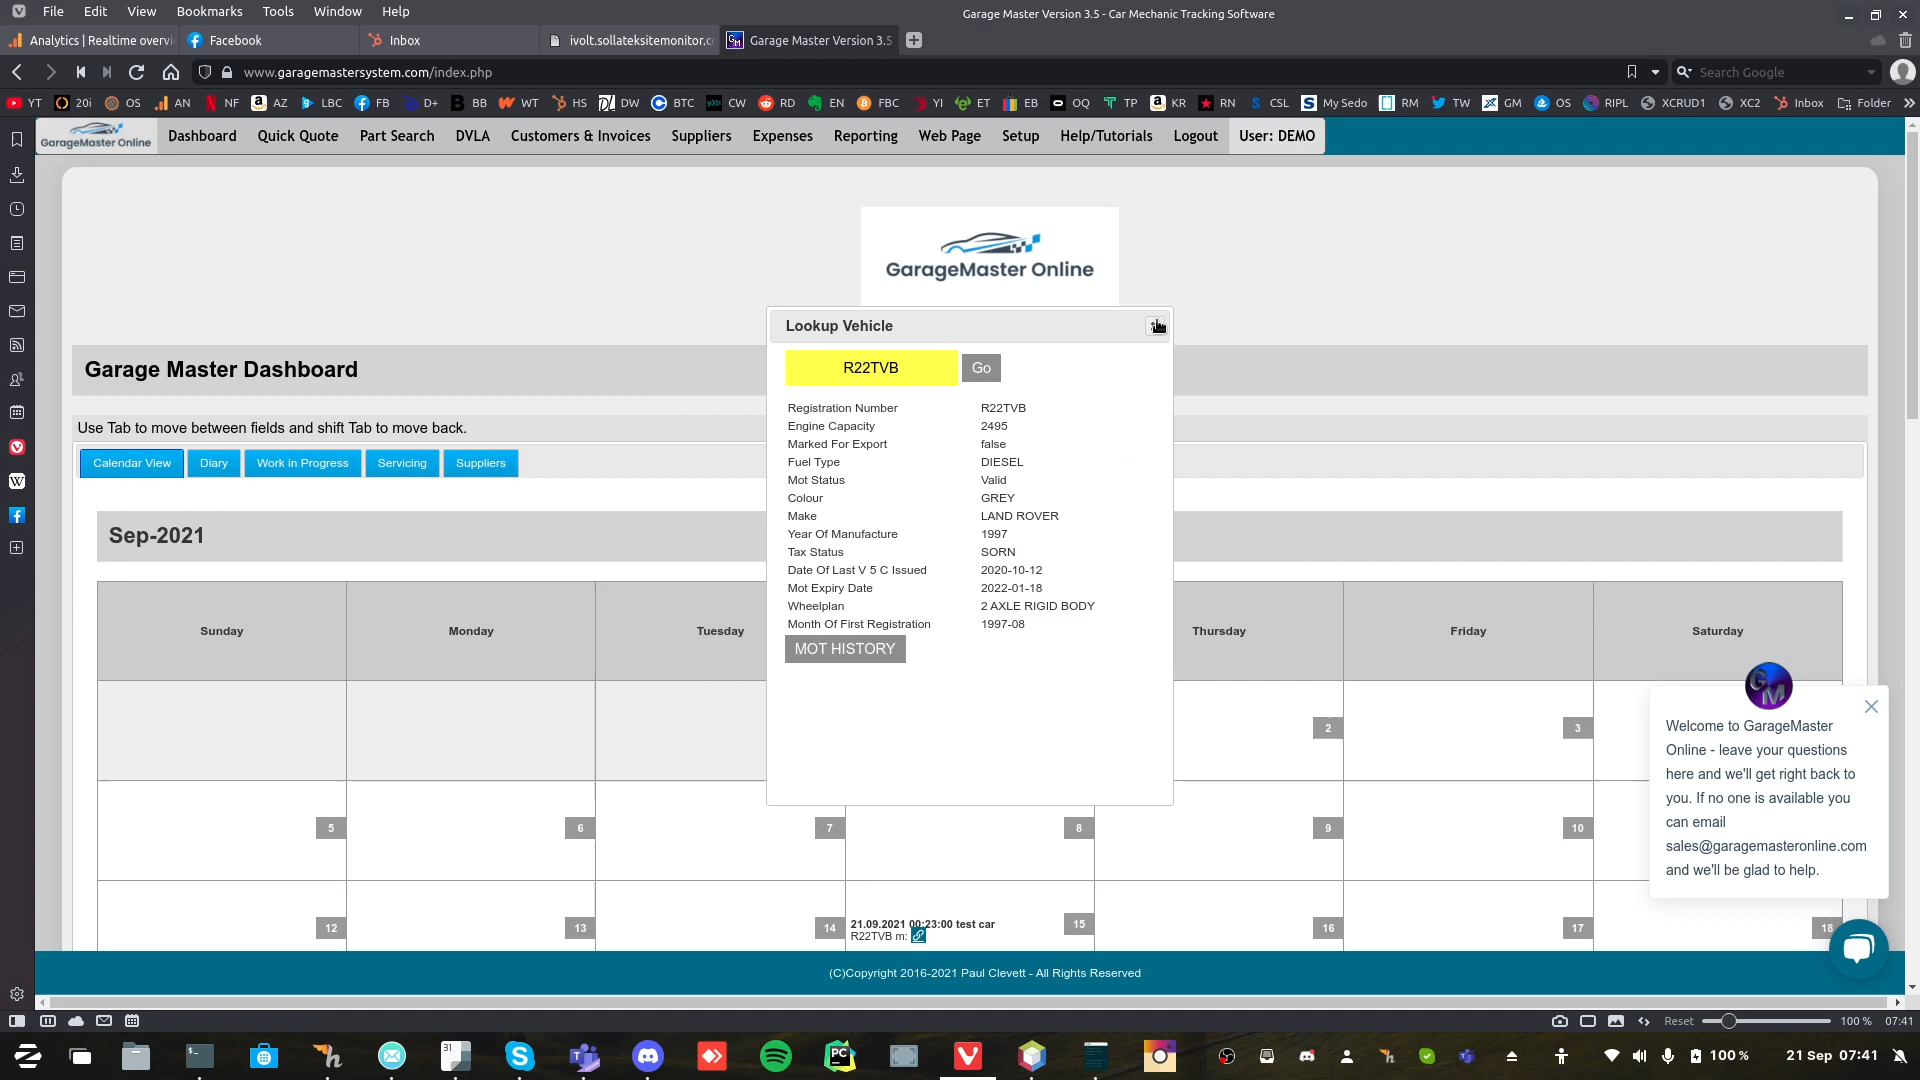 File Edit View Bookmarks Tools Window Help
Garage Master Version 3.5 - Car Mechanic Tracking Software
Analytics | Realtime overvi
Facebook
Inbox
ivolt.sollateksitemonitor.c
Garage Master Version 3.5
www.garagemastersystem.com/index.php
Search Google
YT 20i OS AN NF AZ LBC FB D+ BB WT HS DW BTC CW RD EN FBC YI ET EB OQ TP KR RN CSL My Sedo RM TW GM OS RIPL XCRUD1 XC2 Inbox Folder
GarageMaster Online
Dashboard Quick Quote Part Search DVLA Customers & Invoices Suppliers Expenses Reporting Web Page Setup Help/Tutorials Logout User: DEMO
GarageMaster Online
Lookup Vehicle
R22TVB Go
Garage Master Dashboard
Registration Number R22TVB
Use Tab to move between fields and shift Tab to move back.
Engine Capacity 2495
Marked For Export false
Calendar View Diary Work in Progress Servicing Suppliers
Fuel Type DIESEL
Mot Status Valid
Colour GREY
Make LAND ROVER
Year Of Manufacture 1997
Sep-2021
Tax Status SORN
Date Of Last V 5 C Issued 2020-10-12
Mot Expiry Date 2022-01-18
Wheelplan 2 AXLE RIGID BODY
Month Of First Registration 1997-08
MOT HISTORY
Sunday Monday Tuesday Thursday Friday Saturday
2 3
5 6 7 8 9 10
12 13 14 15 16 17 18
21.09.2021 00:23:00 test car
R22TVB m:
GM
Welcome to GarageMaster
Online - leave your questions
here and we'll get right back to
you. If no one is available you
can email
sales@garagemasteronline.com
and we'll be glad to help.
(C)Copyright 2016-2021 Paul Clevett - All Rights Reserved
Reset 100 % 07:41
31
PC
100 %
21 Sep 07:41